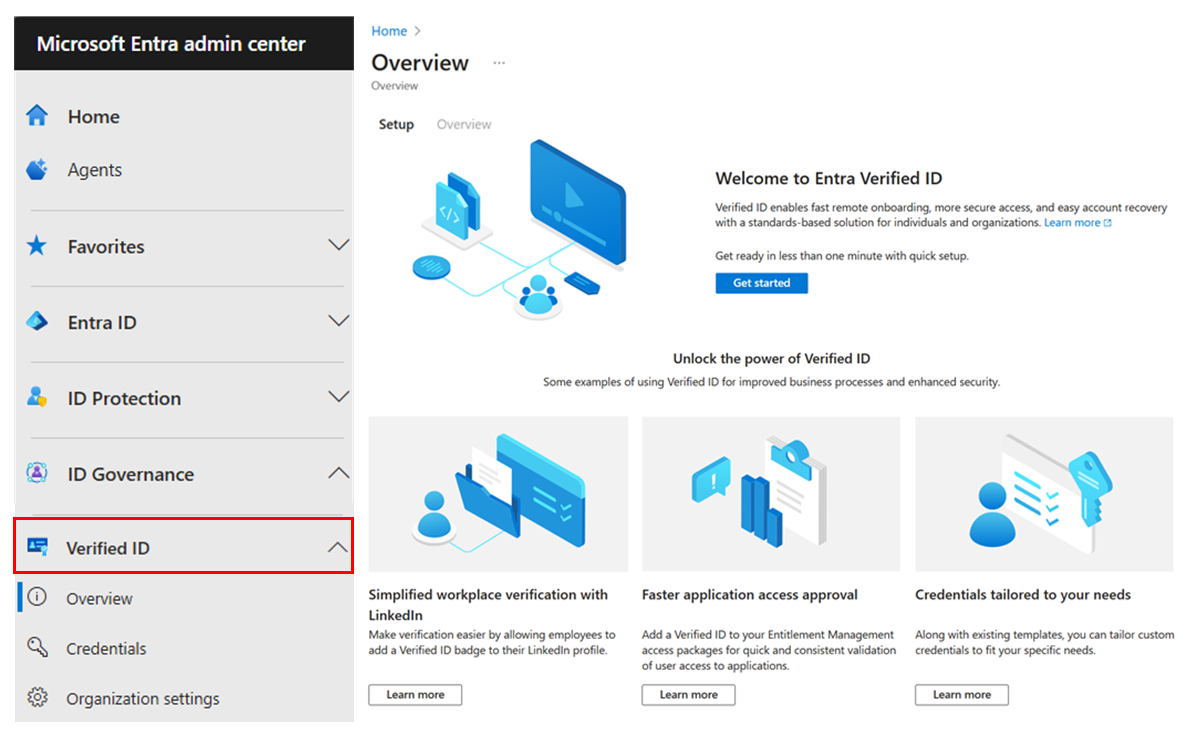 Microsoft Entra admin center
Home
Agents
Favorites
Entra ID
ID Protection
ID Governance
Verified ID
Overview
Credentials
Organization settings
Home >
Overview ...
Overview
Setup Overview
Welcome to Entra Verified ID
Verified ID enables fast remote onboarding, more secure access, and easy account recovery
with a standards-based solution for individuals and organizations. Learn more
Get ready in less than one minute with quick setup.
Get started
Unlock the power of Verified ID
Some examples of using Verified ID for improved business processes and enhanced security.
Simplified workplace verification with
LinkedIn
Make verification easier by allowing employees to
add a Verified ID badge to their LinkedIn profile.
Learn more
Faster application access approval
Add a Verified ID to your Entitlement Management
access packages for quick and consistent validation
of user access to applications.
Learn more
Credentials tailored to your needs
Along with existing templates, you can tailor custom
credentials to fit your specific needs.
Learn more